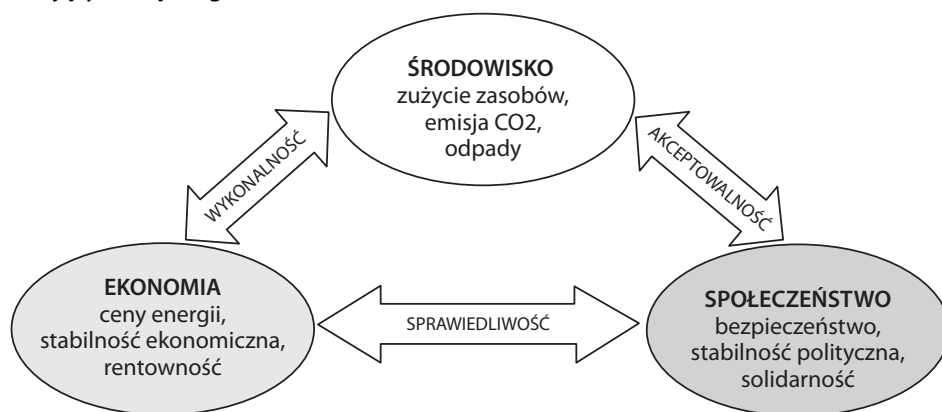 ŚRODOWISKO
zużycie zasobów,
emisja CO2,
odpady
WYKONALNOŚĆ
AKCEPTOWALNOŚĆ
EKONOMIA
ceny energii,
stabilność ekonomiczna,
rentowność
SPRAWIEDLIWOŚĆ
SPOŁECZEŃSTWO
bezpieczeństwo,
stabilność polityczna,
solidarność